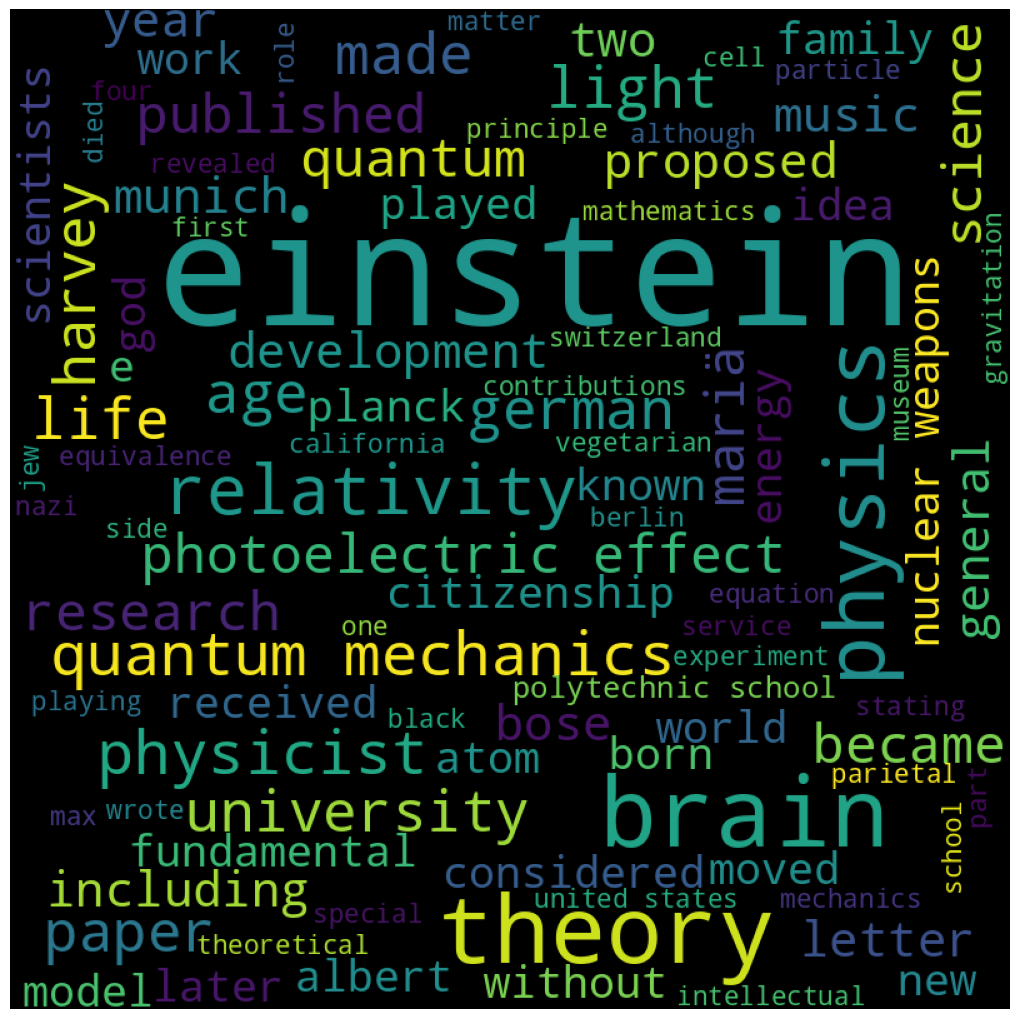 year
matter
role
work
made
two
cell
family
particle
science
scientists
four
died
published
light
principle
although
music
revealed
quantum
proposed
harvey
munich
played
mathematics
idea
first
einstein
gravitation
god
development
switzerland
physics
nuclear weapons
museum
e
age
planck
contributions
german
mariä
energy
life
california
vegetarian
general
jew
equivalence
relativity
known
nazi
side
berlin
photoelectric effect
research
citizenship
equation
one
service
quantum mechanics
experiment
playing
received
polytechnic school
stating
black
bose
world
physicist
atom
born
became
parietal
part
max
wrote
university
brain
school
fundamental
considered
moved
including
united states
mechanics
special
paper
theoretical
theory
letter
model
later
albert
without
intellectual
new